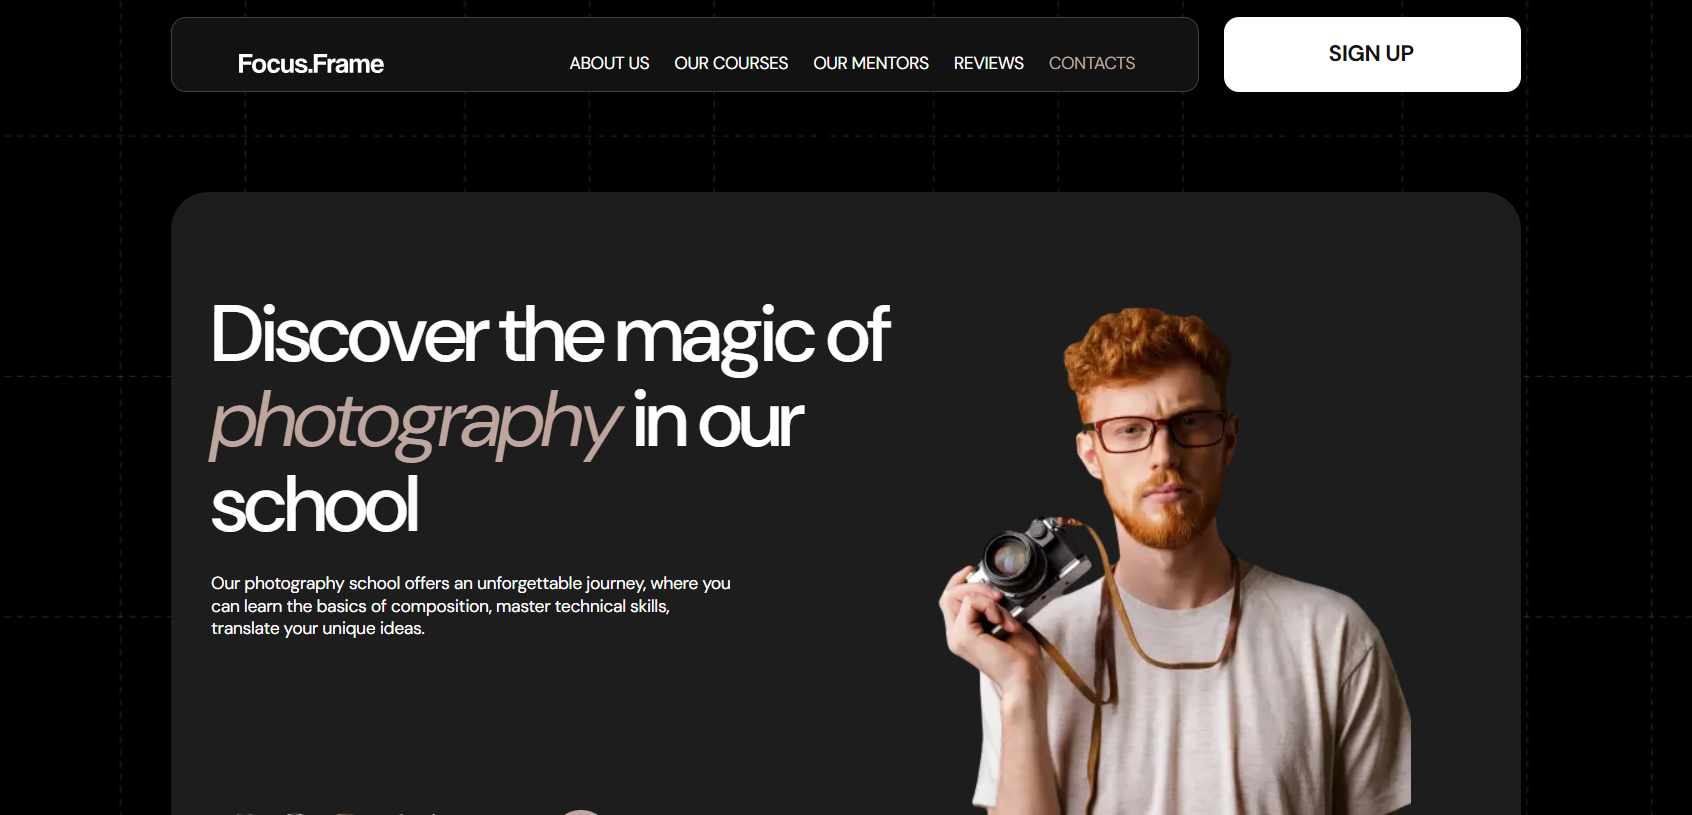 Focus.Frame
ABOUT US
OUR COURSES
OUR MENTORS
REVIEWS
CONTACTS
SIGN UP
Discover the magic of
photography in our
school
Our photography school offers an unforgettable journey, where you
can learn the basics of composition, master technical skills,
translate your unique ideas.